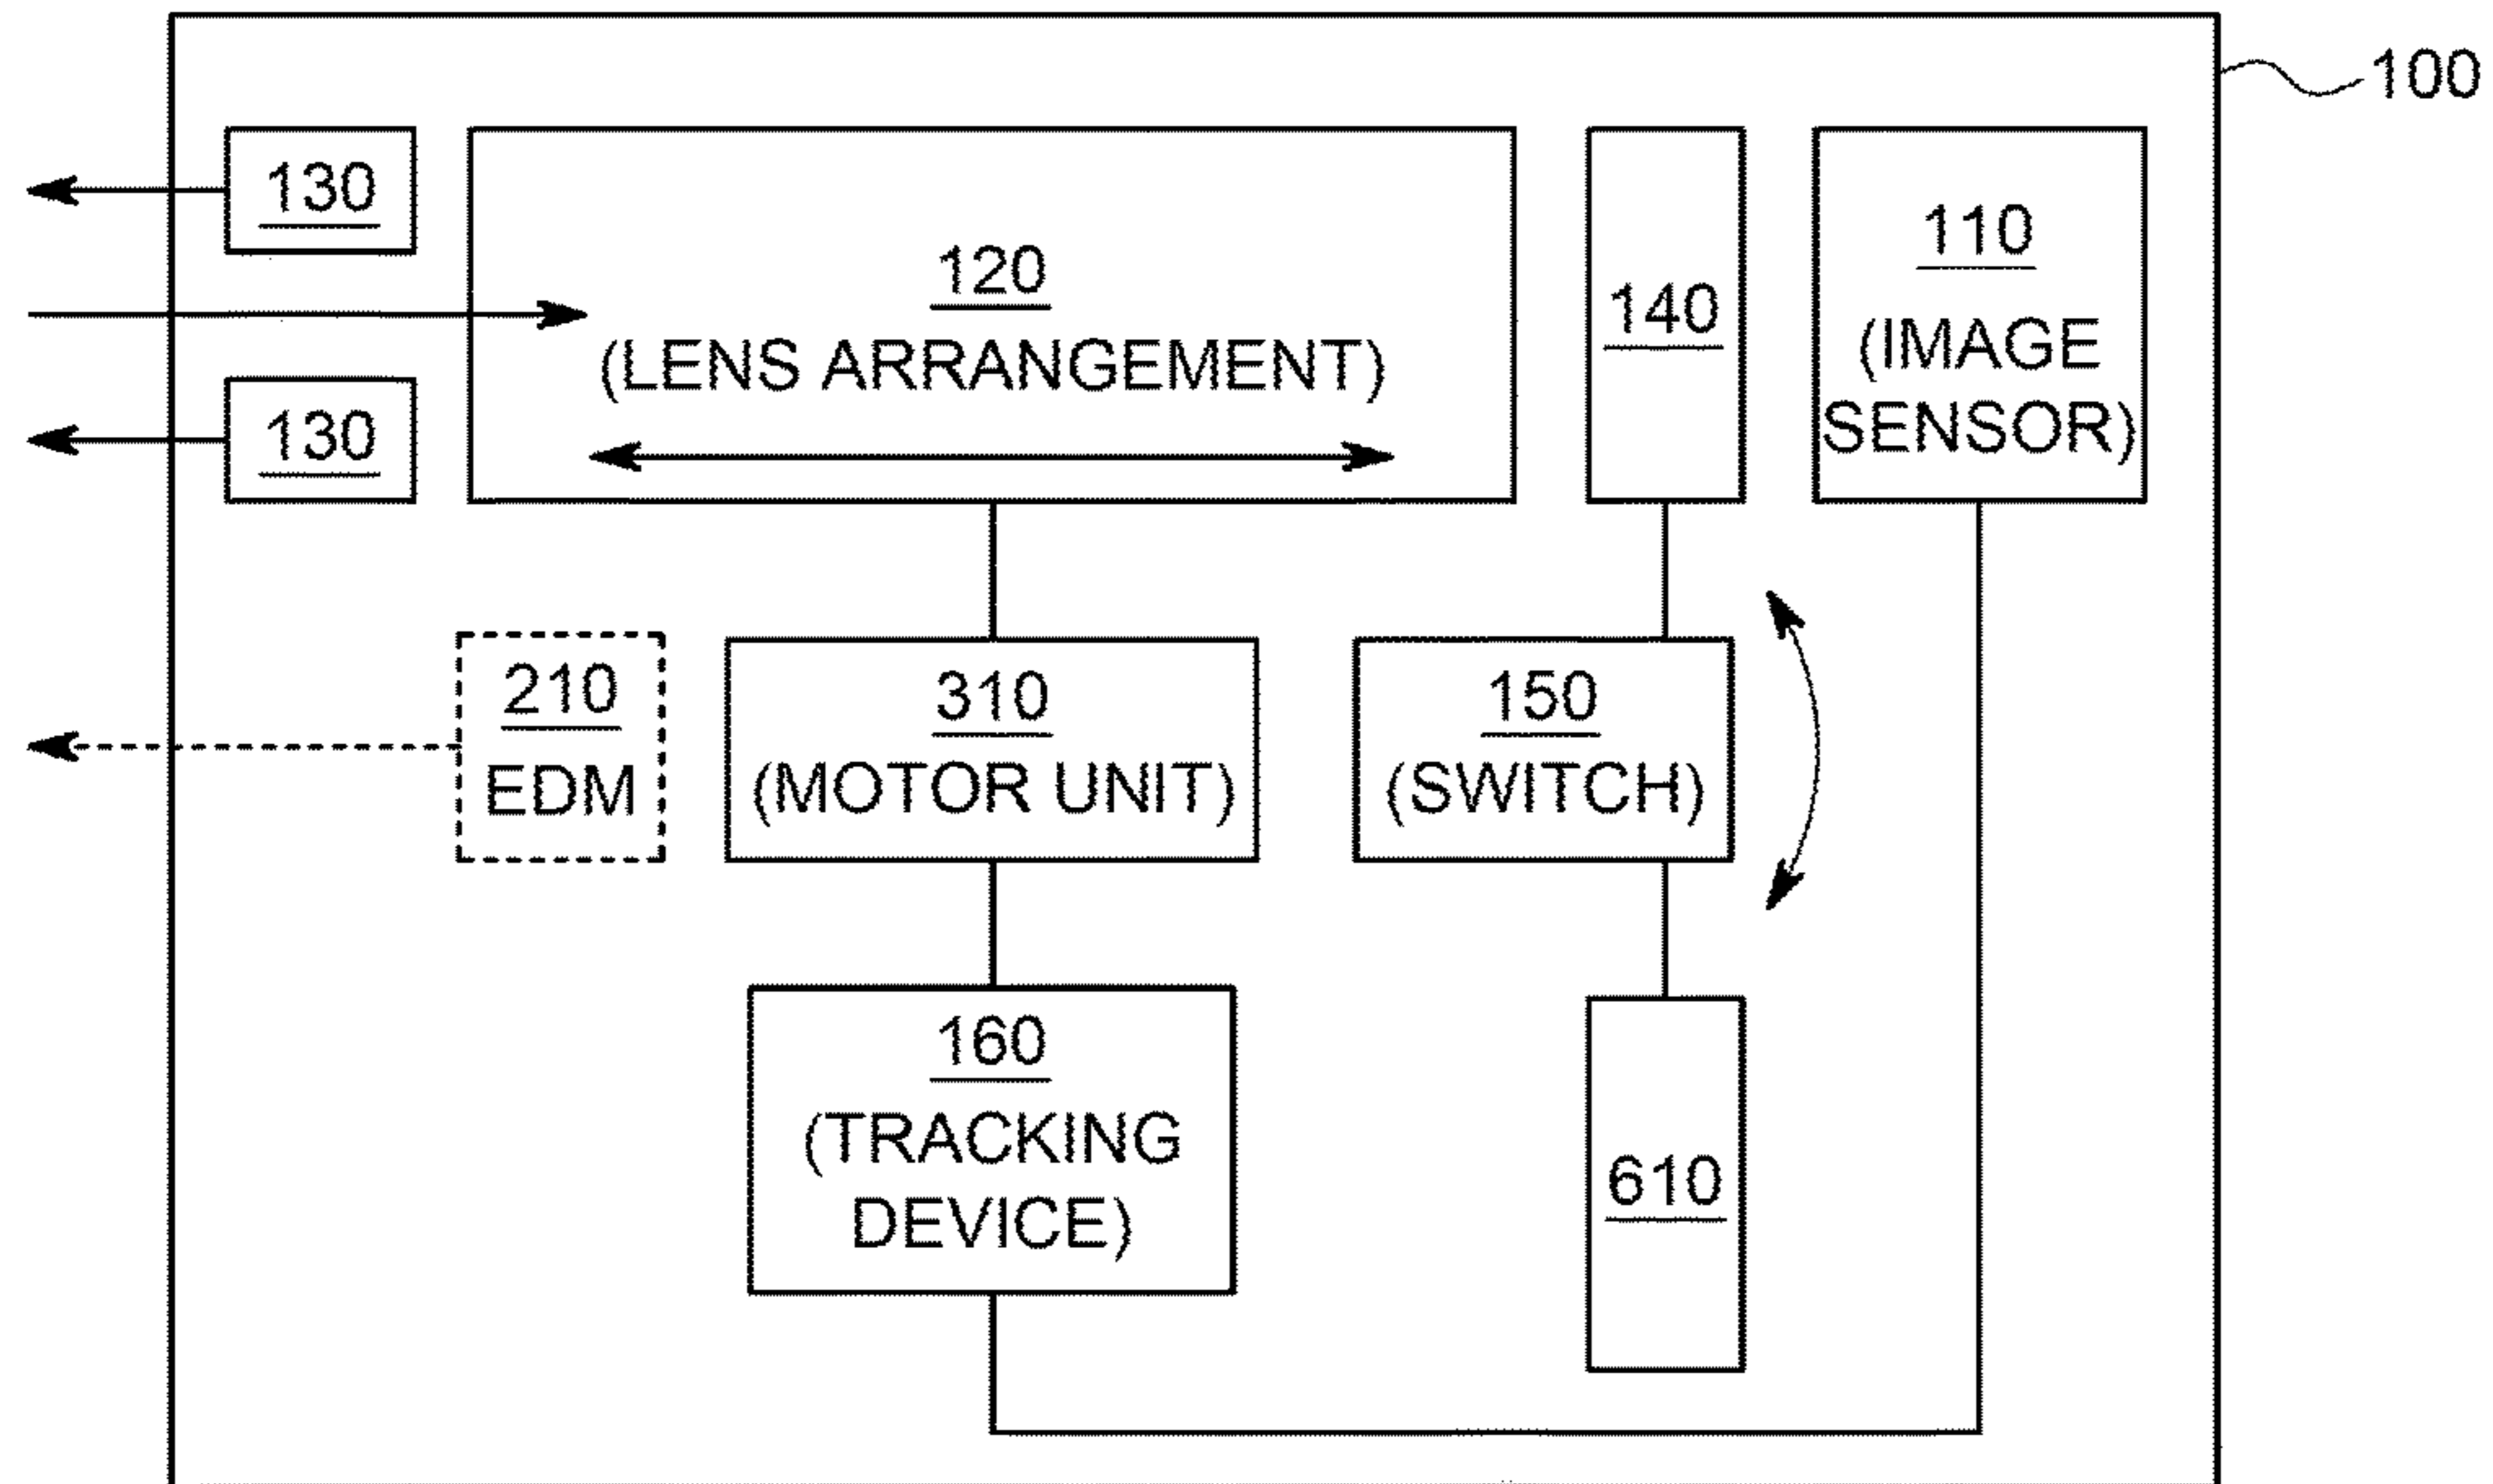 100
130
120
(LENS ARRANGEMENT)
130
140
110
(IMAGE
SENSOR)
210
EDM
310
(MOTOR UNIT)
150
(SWITCH)
160
(TRACKING
DEVICE)
610